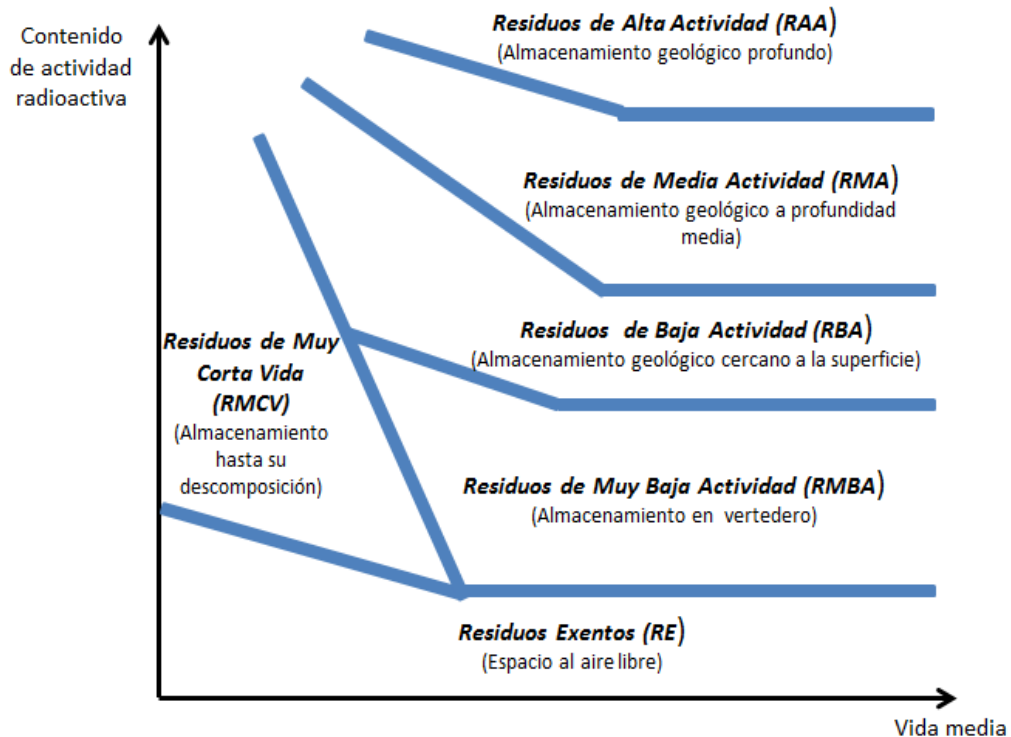 Contenido
de actividad
radioactiva
Residuos de Alta Actividad (RAA)
(Almacenamiento geológico profundo)
Residuos de Media Actividad (RMA)
(Almacenamiento geológico a profundidad
media)
Residuos de Baja Actividad (RBA)
(Almacenamiento geológico cercano a la superficie)
Residuos de Muy
Corta Vida
(RMCV)
(Almacenamiento
hasta su
descomposición)
Residuos de Muy Baja Actividad (RMBA)
(Almacenamiento en vertedero)
Residuos Exentos (RE)
(Espacio al aire libre)
Vida media